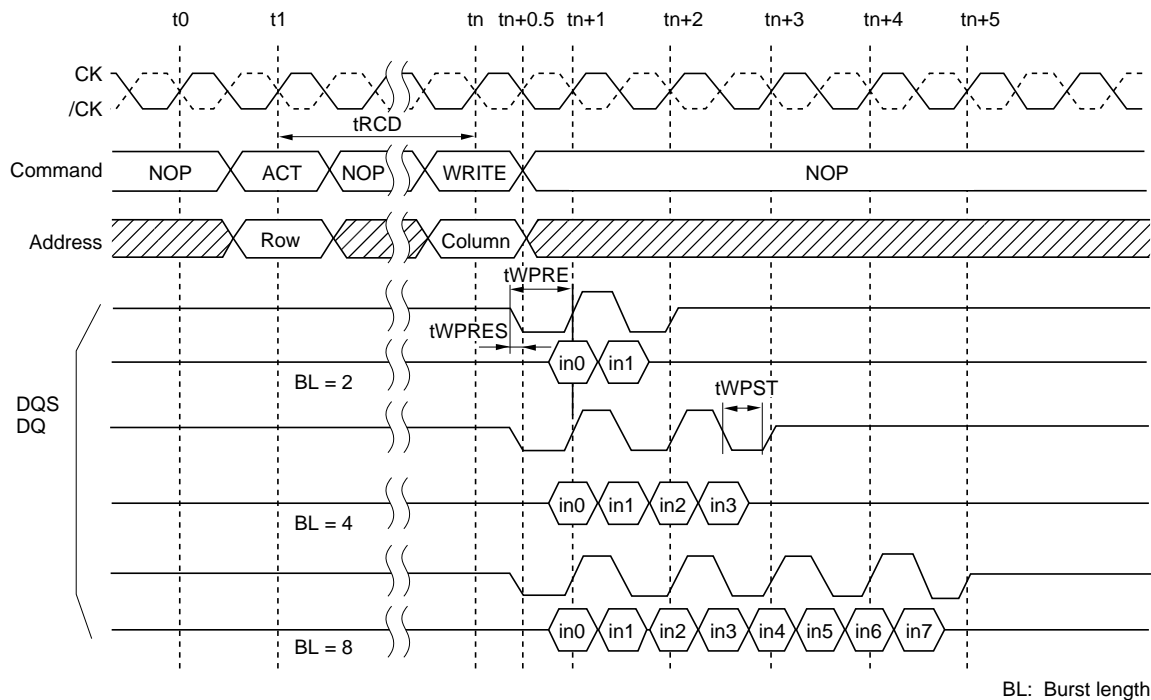 t0 t1 tn tn+0.5 tn+1 tn+2 tn+3 tn+4 tn+5
CK
/CK
tRCD
Command NOP ACT NOP WRITE NOP
Address Row Column
tWPRE
tWPRES
in0 in1
BL = 2
tWPST
DQS
DQ
in0 in1 in2 in3
BL = 4
in0 in1 in2 in3 in4 in5 in6 in7
BL = 8
BL: Burst length